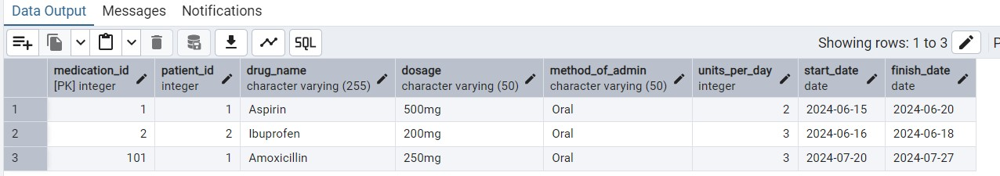 Data Output Messages Notifications
SQL Showing rows: 1 to 3 P
medication_id patient_id drug_name dosage method_of_admin units_per_day start_date finish_date
[PK] integer integer character varying (255) character varying (50) character varying (50) integer date date
1 1 1 Aspirin 500mg Oral 2 2024-06-15 2024-06-20
2 2 2 Ibuprofen 200mg Oral 3 2024-06-16 2024-06-18
3 101 1 Amoxicillin 250mg Oral 3 2024-07-20 2024-07-27